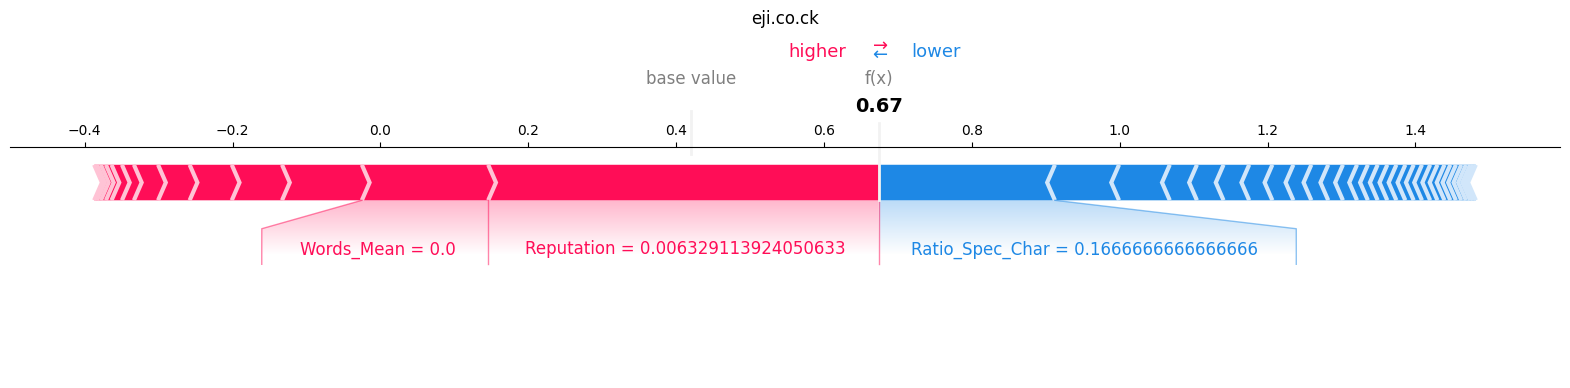 eji.co.ck
higher ⇄ lower
base value f(x)
0.67
−0.4 −0.2 0.0 0.2 0.4 0.6 0.8 1.0 1.2 1.4
Words_Mean = 0.0 Reputation = 0.006329113924050633 Ratio_Spec_Char = 0.1666666666666666